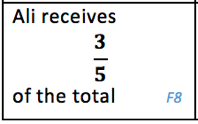 Ali receives
3
5
of the total F8